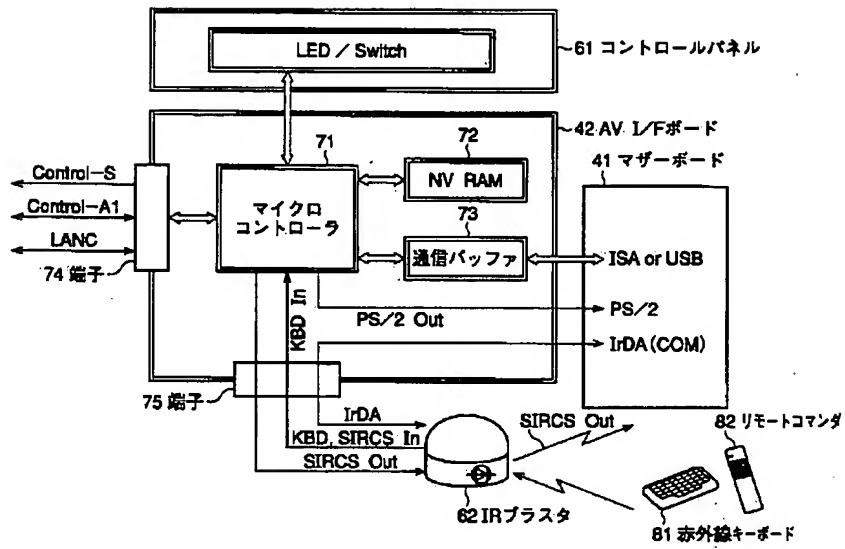 LED / Switch
61 コントロールパネル
42 AV I/Fボード
71
72
41 マザーボード
Control-S
NV RAM
Control-A1
マイクロ
コントローラ
73
LANC
通信バッファ
ISA or USB
74 端子
KBD In
PS/2 Out
PS/2
IrDA(COM)
75 端子
IrDA
SIRCS Out
82 リモートコマンダ
KBD, SIRCS In
SIRCS Out
62 IRブラスタ
81 赤外線キーボード